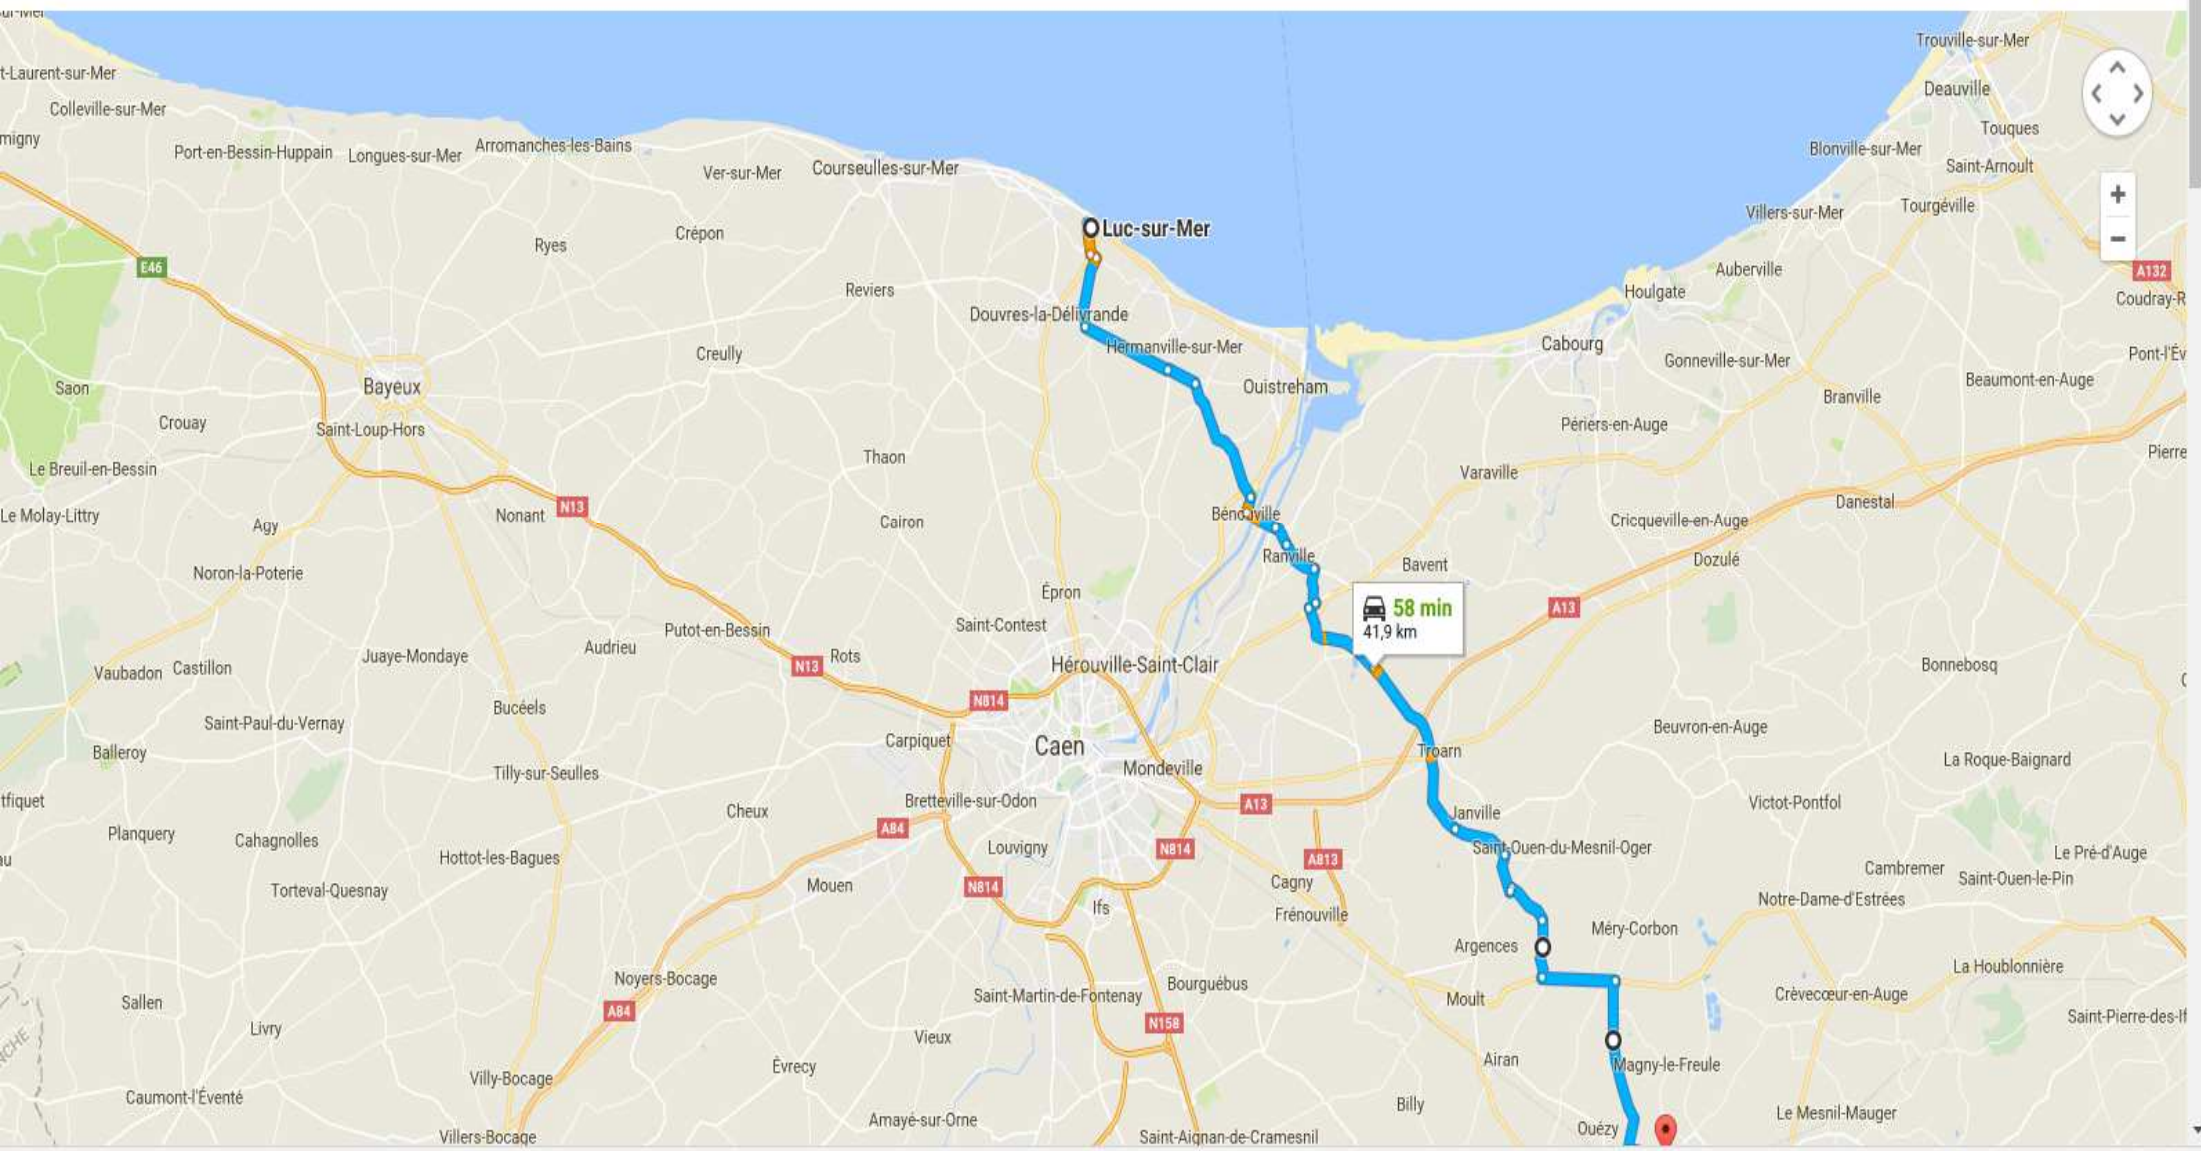 Trouville-sur-Mer
t-Laurent-sur-Mer
Deauville
Colleville-sur-Mer
Touques
migny
Port-en-Bessin-Huppain
Longues-sur-Mer
Arromanches-les-Bains
Blonville-sur-Mer
Ver-sur-Mer
Courseulles-sur-Mer
Saint-Arnoult
Villers-sur-Mer
Tourgéville
Luc-sur-Mer
Crépon
Ryes
E46
Auberville
A132
Reviers
Houlgate
Coudray-R
Douvres-la-Délivrande
Hermanville-sur-Mer
Cabourg
Creully
Gonneville-sur-Mer
Pont-l'Év
Bayeux
Saon
Ouistreham
Beaumont-en-Auge
Branville
Crouay
Saint-Loup-Hors
Périers-en-Auge
Thaon
Pierre
Le Breuil-en-Bessin
Varaville
Danestal
N13
Le Molay-Littry
Nonant
Agy
Cairon
Bénouville
Cricqueville-en-Auge
Ranville
Bavent
Dozulé
Noron-la-Poterie
Épron
58 min
A13
41,9 km
Saint-Contest
Putot-en-Bessin
Audrieu
Juaye-Mondaye
N13
Rots
Hérouville-Saint-Clair
Bonnebosq
Vaubadon
Castillon
N814
Bucéels
Saint-Paul-du-Vernay
Beuvron-en-Auge
Balleroy
Carpiquet
Caen
Troarn
La Roque-Baignard
Tilly-sur-Seulles
Mondeville
tfiquet
Bretteville-sur-Odon
A13
Victot-Pontfol
Cheux
Janville
Planquery
Cahagnolles
A84
Louvigny
N814
Saint-Ouen-du-Mesnil-Oger
Le Pré-d'Auge
au
Hottot-les-Bagues
A813
Cambremer
Saint-Ouen-le-Pin
Torteval-Quesnay
Mouen
N814
Cagny
Notre-Dame-d'Estrées
Ifs
Frénouville
Méry-Corbon
Argences
La Houblonnière
Noyers-Bocage
Bourguébus
Saint-Martin-de-Fontenay
Moult
Crèvecœur-en-Auge
Sallen
A84
Saint-Pierre-des-If
Livry
N158
Vieux
NCHE
Évrecy
Airan
Magny-le-Freule
Villy-Bocage
Caumont-l'Éventé
Billy
Le Mesnil-Mauger
Amayé-sur-Orne
Ouézy
Villers-Bocage
Saint-Aignan-de-Cramesnil